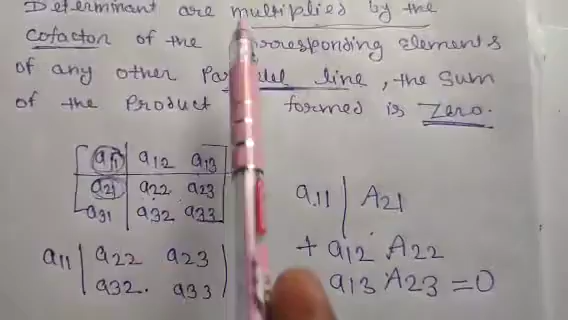 Determinant are multiplied by the
Cofactor of the corresponding elements
of any other Parallel line, the Sum
of the Product formed is Zero.
a11 a12 a13
a21 a22 a23
a31 a32 a33
a11 | A21
+ a12 A22
a13 A23 = 0
a11 | a22 a23
a32. a33 |